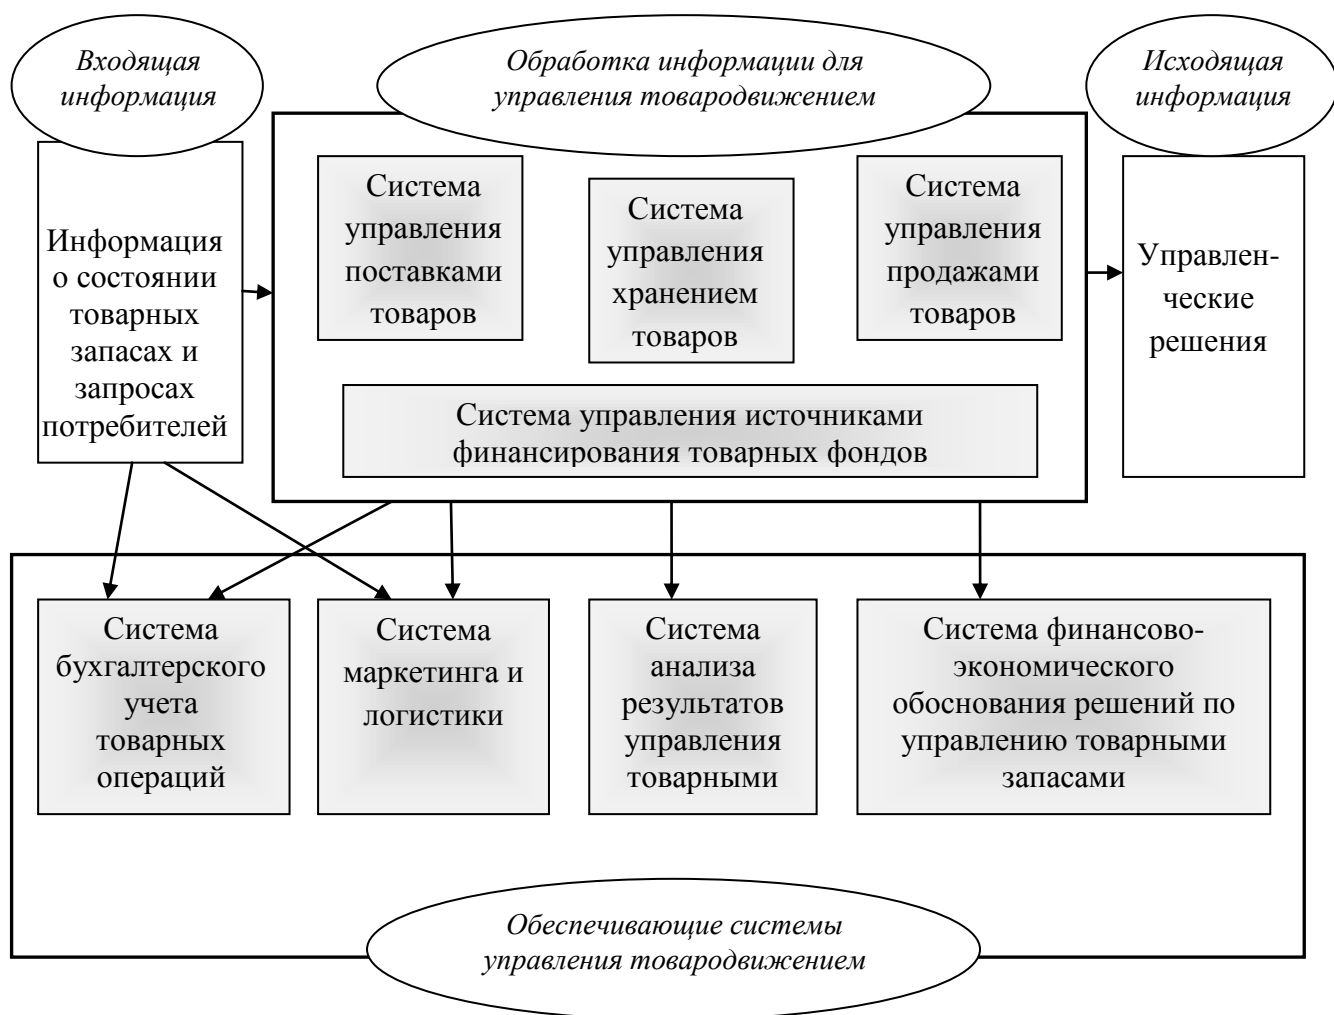 Входящая
информация
Обработка информации для
управления товародвижением
Исходящая
информация
Информация
о состоянии
товарных
запасах и
запросах
потребителей
Система
управления
поставками
товаров
Система
управления
хранением
товаров
Система
управления
продажами
товаров
Управлен-
ческие
решения
Система управления источниками
финансирования товарных фондов
Система
бухгалтерского
учета
товарных
операций
Система
маркетинга и
логистики
Система
анализа
результатов
управления
товарными
Система финансово-
экономического
обоснования решений по
управлению товарными
запасами
Обеспечивающие системы
управления товародвижением